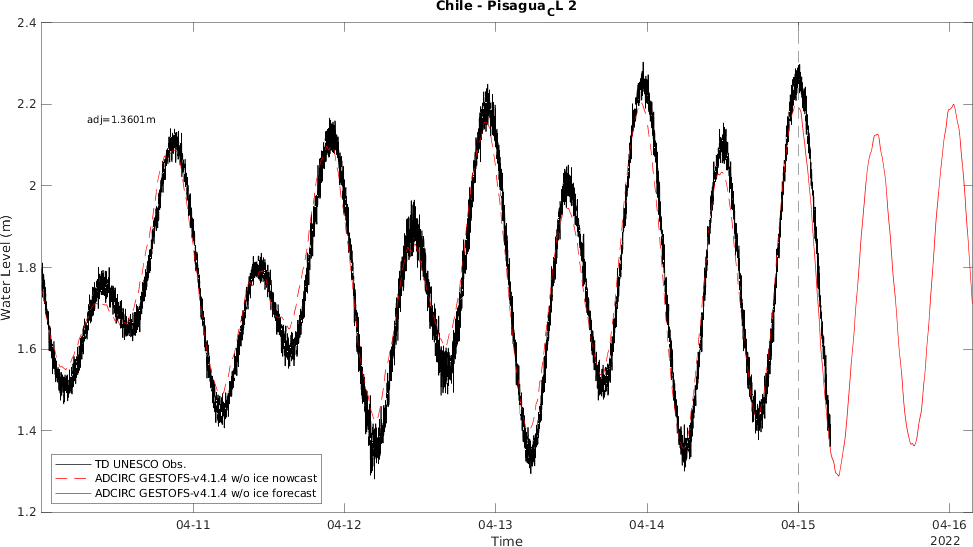 Chile - Pisagua_CL 2
2.4
2.2
2
1.8
1.6
1.4
1.2
Water Level (m)
adj=1.3601m
TD UNESCO Obs.
ADCIRC GESTOFS-v4.1.4 w/o ice nowcast
ADCIRC GESTOFS-v4.1.4 w/o ice forecast
04-11
04-12
04-13
04-14
04-15
04-16
Time
2022